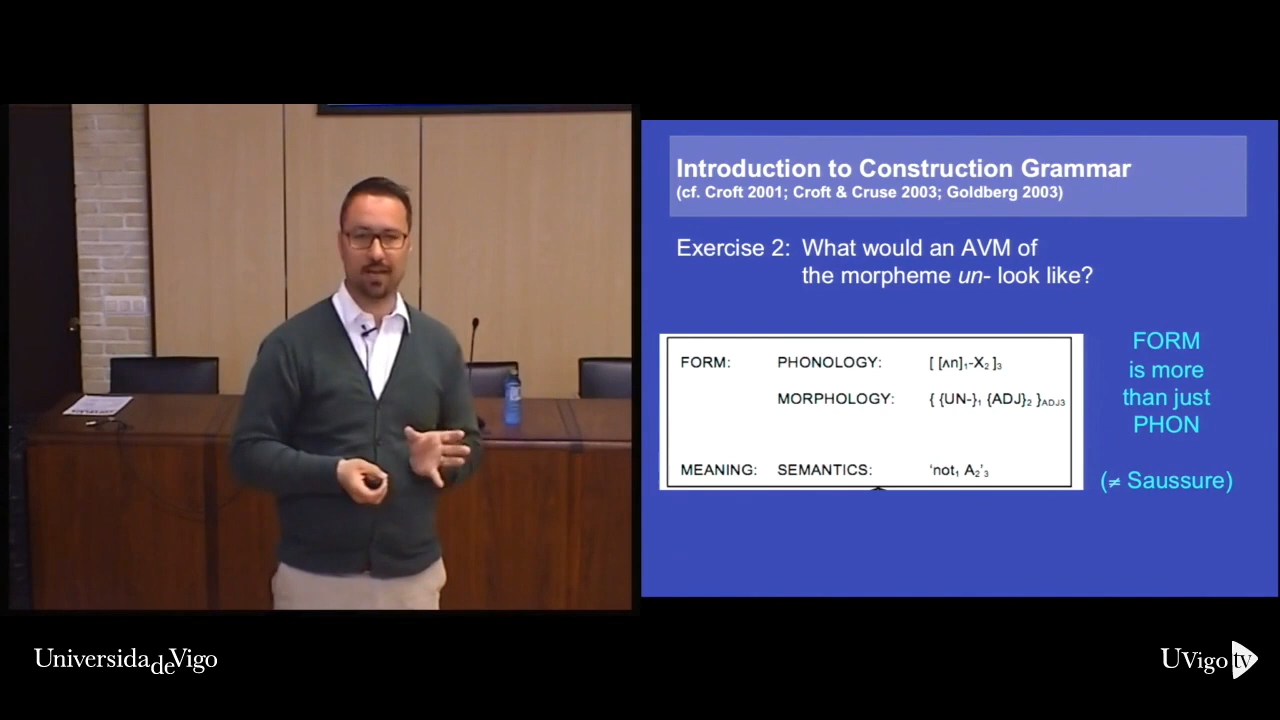 Introduction to Construction Grammar
(cf. Croft 2001; Croft & Cruse 2003; Goldberg 2003)
Exercise 2: What would an AVM of
the morpheme un- look like?
FORM: PHONOLOGY: [ [ʌn]₁-X₂ ]₃
MORPHOLOGY: { {UN-}₁ {ADJ}₂ }ADJ3
MEANING: SEMANTICS: ‘not₁ A₂’₃
FORM
is more
than just
PHON
(≠ Saussure)
UniversidadeVigo
UVigo tv